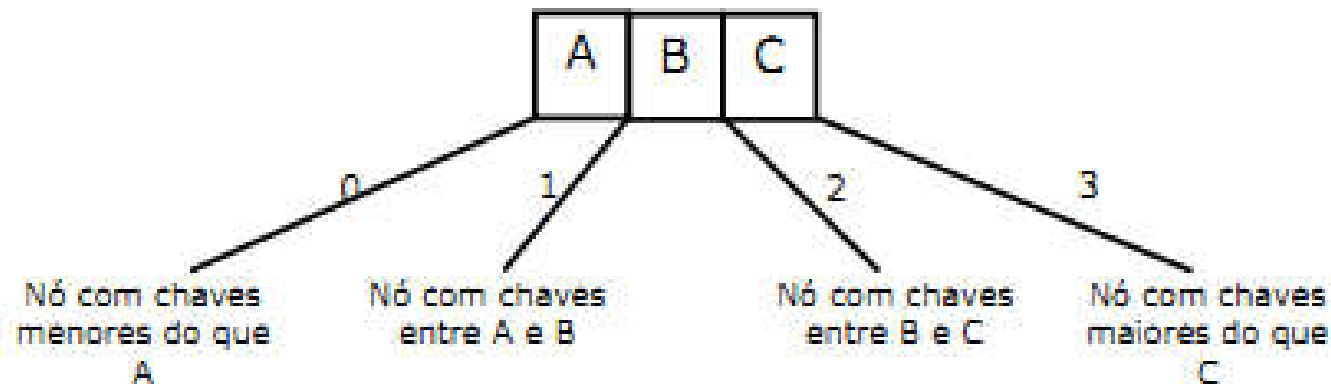 A B C
0 1 2 3
Nó com chaves
menores do que
A
Nó com chaves
entre A e B
Nó com chaves
entre B e C
Nó com chaves
maiores do que
C